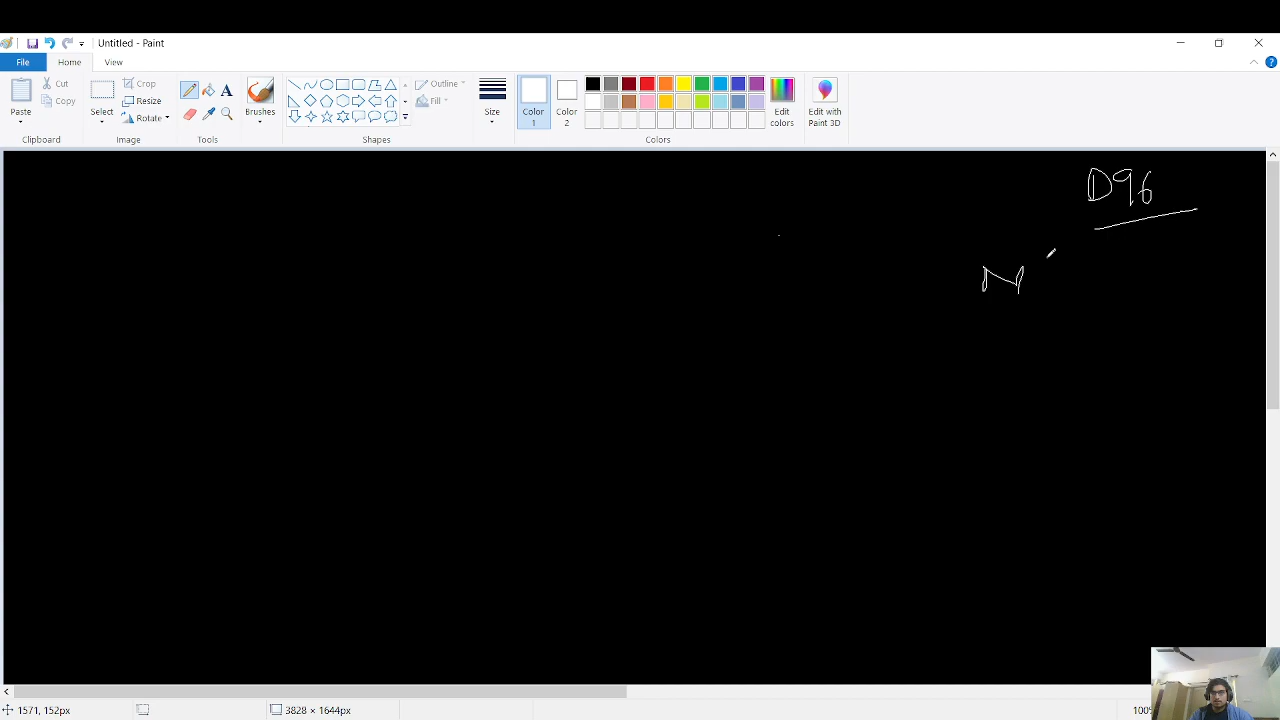 Untitled - Paint
File Home View
Paste Cut Copy Clipboard
Select Crop Resize Rotate Image
Tools
Brushes
Shapes Outline Fill
Size
Color 1 Color 2 Edit colors Colors
Edit with Paint 3D
D96
N
1571, 152px 3828 × 1644px 100%